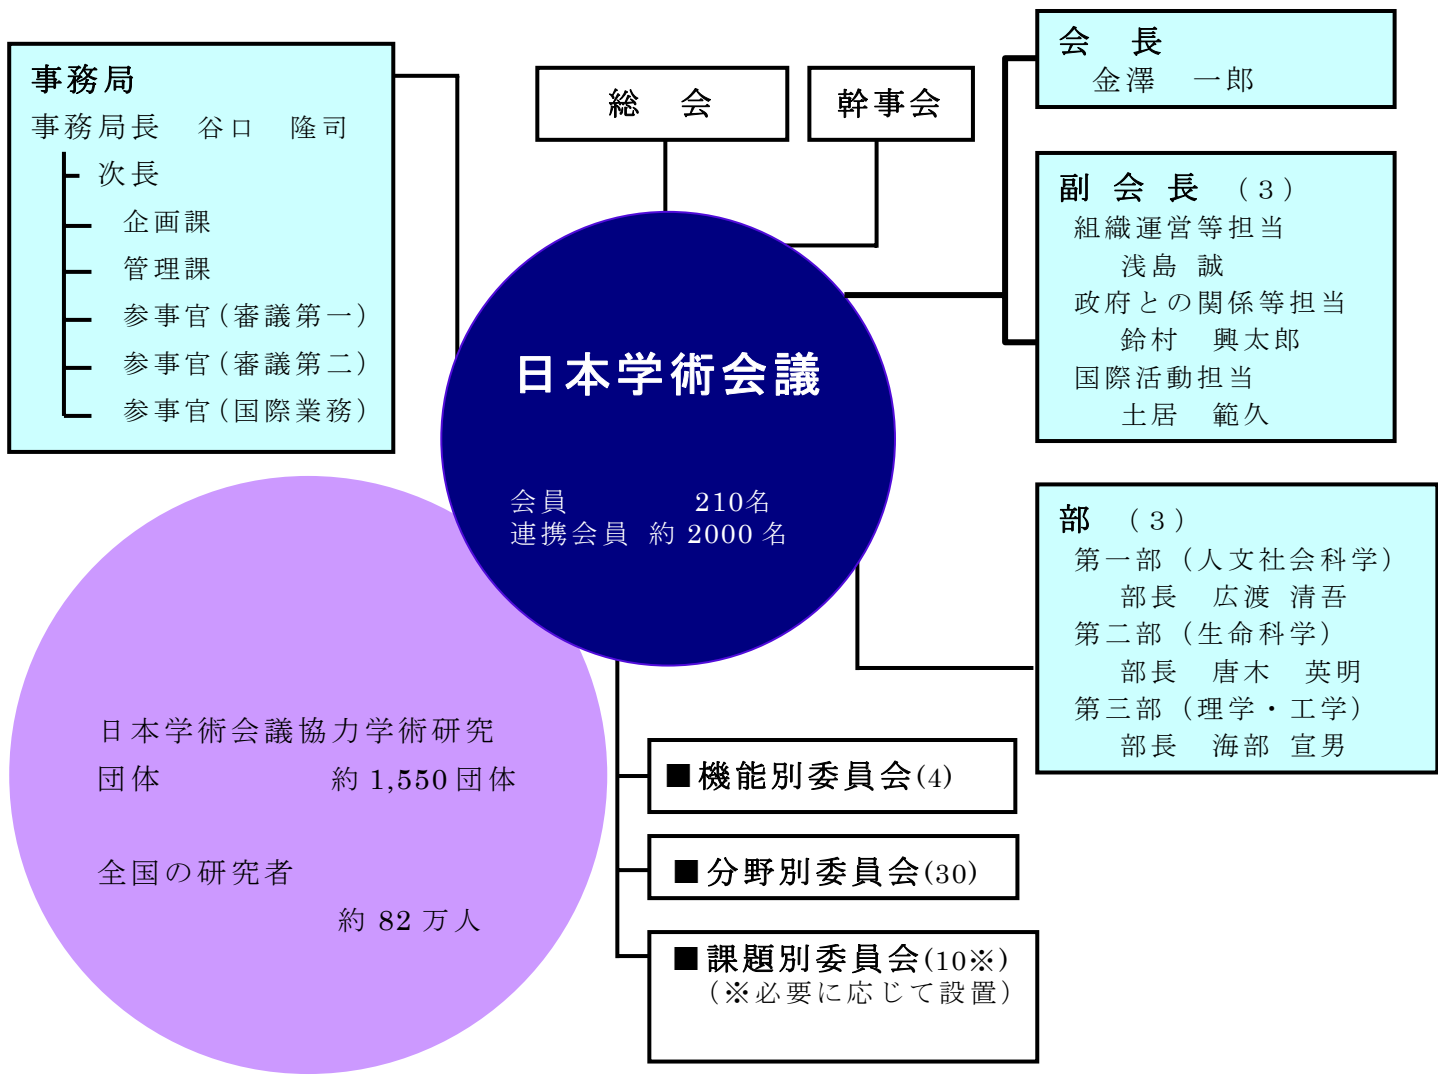 事務局
事務局長　谷口　隆司
次長
企画課
管理課
参事官(審議第一)
参事官(審議第二)
参事官(国際業務)
総　会
幹事会
会　長
金澤　一郎
副 会 長 (3)
組織運営等担当
浅島 誠
政府との関係等担当
鈴村　興太郎
国際活動担当
土居　範久
日本学術会議
会員　210名
連携会員 約 2000 名
部 (3)
第一部(人文社会科学)
部長　広渡 清吾
第二部(生命科学)
部長　唐木　英明
第三部(理学・工学)
部長　海部 宣男
日本学術会議協力学術研究
団体　約 1,550 団体
全国の研究者
約 82 万人
■機能別委員会(4)
■分野別委員会(30)
■課題別委員会(10※)
(※必要に応じて設置)